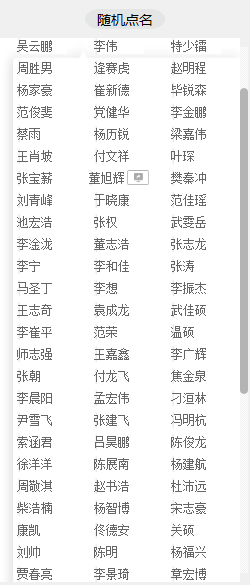 随机点名
吴云鹏 李伟 特少镭
周胜男 逄赛虎 赵明程
杨家豪 崔新德 毕锐森
范俊斐 党健华 李金鹏
蔡雨 杨历锐 梁嘉伟
王肖坡 付文祥 叶琛
张宝薪 董旭辉 樊秦冲
刘青峰 于晓康 范佳瑶
池宏浩 张权 武雯岳
李淦泷 董志浩 张志龙
李宁 李和佳 张涛
马圣丁 李想 李振杰
王志奇 袁成龙 武佳硕
李崔平 范荣 温硕
师志强 王嘉鑫 李广辉
张朝 付龙飞 焦金泉
李晨阳 孟宏伟 刁洹林
尹雪飞 张建飞 冯明杭
索涵君 吕昊鹏 陈俊龙
徐洋洋 陈展南 杨建航
周敬淇 赵书浩 杜沛远
柴浩楠 杨智博 宋志豪
康凯 佟德安 关硕
刘帅 陈明 杨福兴
贾春亮 李景琦 章宏博